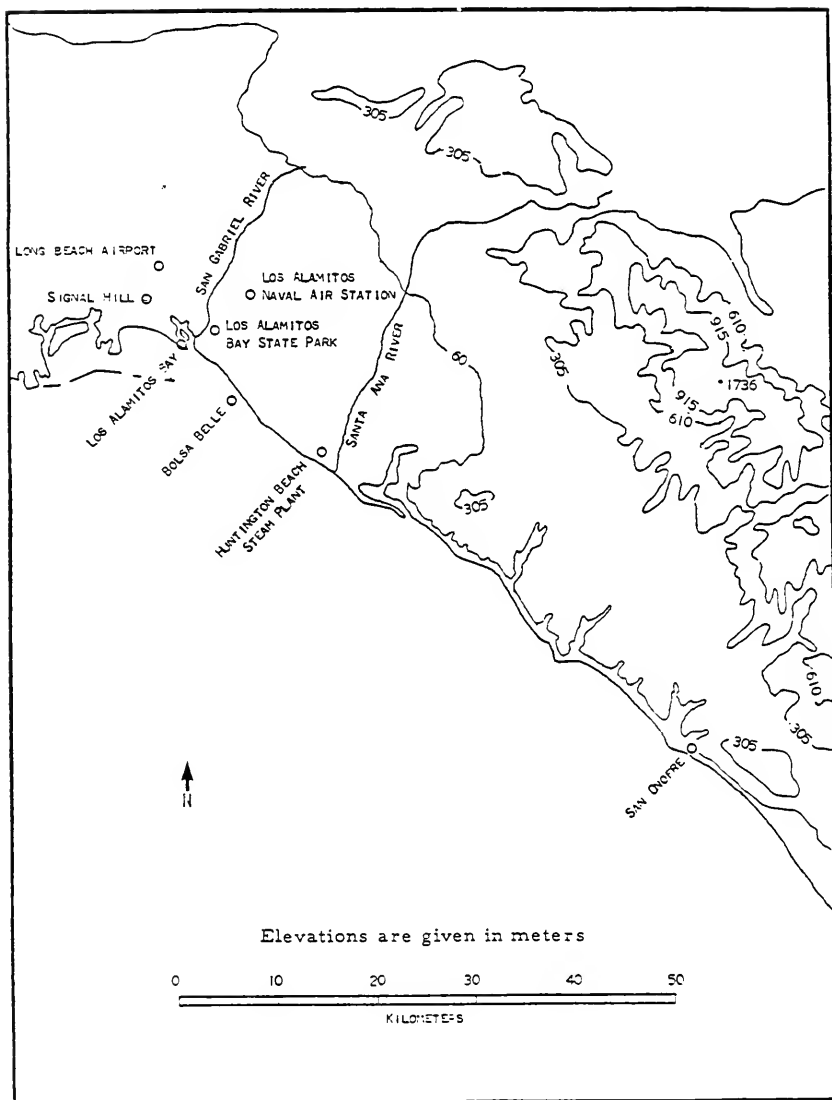 305
305
SAN GABRIEL RIVER
LONG BEACH AIRPORT
LOS ALAMITOS
NAVAL AIR STATION
SIGNAL HILL
LOS ALAMITOS
BAY STATE PARK
610
915
305
60
1736
SANTA ANA RIVER
915
610
LOS ALAMITOS BAY
BOLSA BELLE
305
HUNTINGTON BEACH
STEAM PLANT
610
305
305
N
SAN ONOFRE
Elevations are given in meters
0 10 20 30 40 50
KILOMETERS